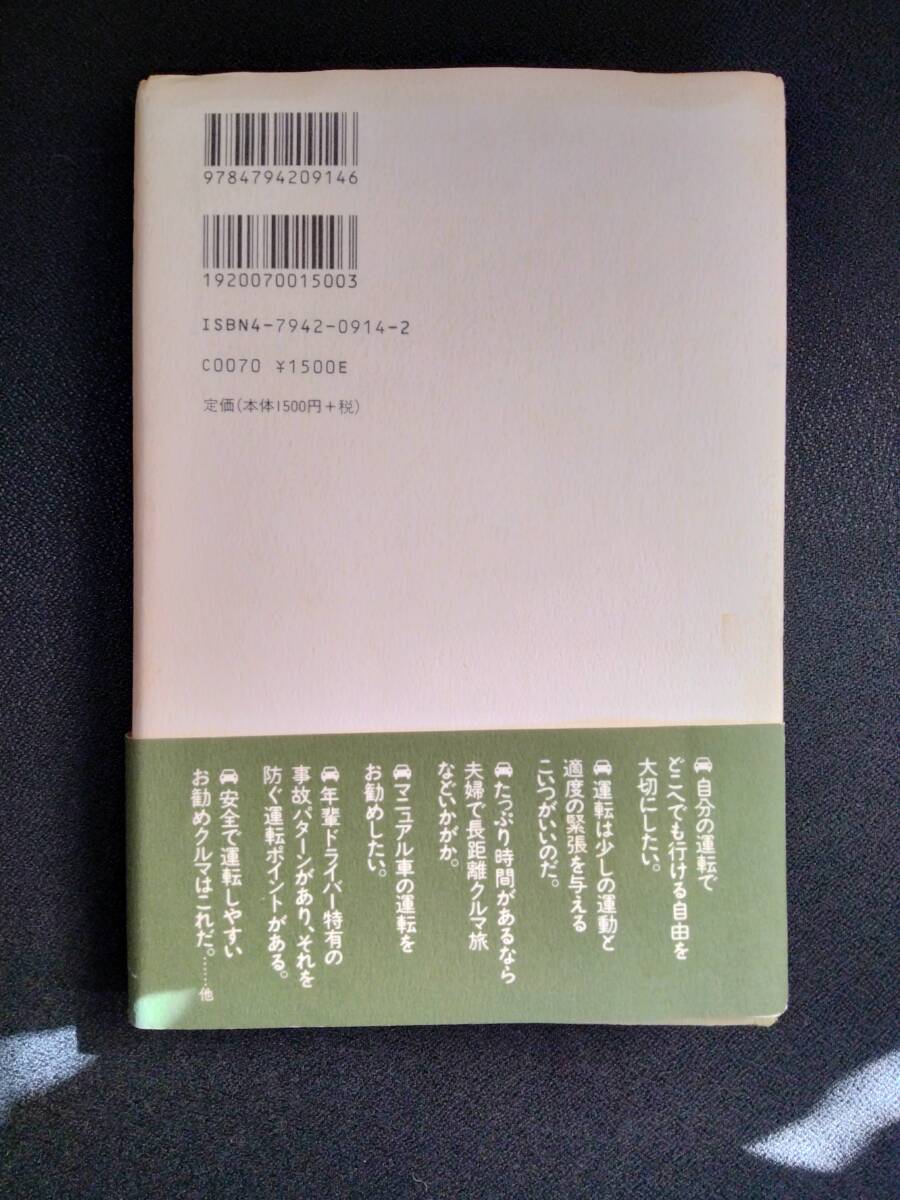 9784794209146
1920070015003
ISBN4-7942-0914-2
C0070 ¥1500E
定価(本体1500円+税)
自分の運転で
どこへでも行ける自由を
大切にしたい。
運転は少しの運動と
適度の緊張を与える
こいつがいいのだ。
たっぷり時間があるなら
夫婦で長距離クルマ旅
などいかがか。
マニュアル車の運転を
お勧めしたい。
年輩ドライバー特有の
事故パターンがあり、それを
防ぐ運転ポイントがある。
安全で運転しやすい
お勧めクルマはこれだ。……他